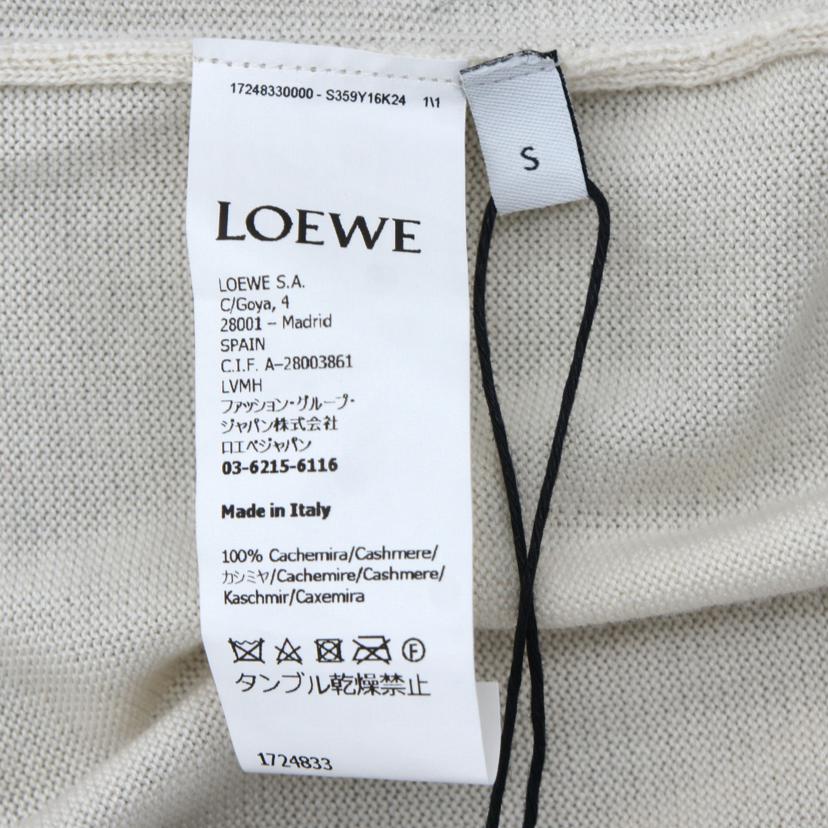 17248330000 - S359Y16K24 1\1
S
LOEWE
LOEWE S.A.
C/Goya, 4
28001 – Madrid
SPAIN
C.I.F. A–28003861
LVMH
ファッション・グループ・
ジャパン株式会社
ロエベジャパン
03-6215-6116
Made in Italy
100% Cachemira/Cashmere/
カシミヤ/Cachemire/Cashmere/
Kaschmir/Caxemira
F
タンブル乾燥禁止
1724833